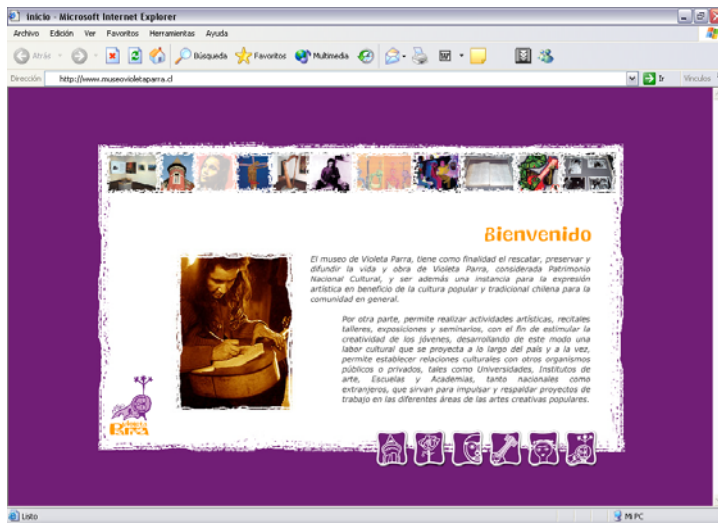 inicio - Microsoft Internet Explorer
Archivo Edición Ver Favoritos Herramientas Ayuda
Atrás Búsqueda Favoritos Multimedia
Dirección http://www.museovioletaparra.cl Ir Vínculos
Bienvenido
El museo de Violeta Parra, tiene como finalidad el rescatar, preservar y
difundir la vida y obra de Violeta Parra, considerada Patrimonio
Nacional Cultural, y ser además una instancia para la expresión
artística en beneficio de la cultura popular y tradicional chilena para la
comunidad en general.
Por otra parte, permite realizar actividades artísticas, recitales
talleres, exposiciones y seminarios, con el fin de estimular la
creatividad de los jóvenes, desarrollando de este modo una
labor cultural que se proyecta a lo largo del país y a la vez,
permite establecer relaciones culturales con otros organismos
públicos o privados, tales como Universidades, Institutos de
arte, Escuelas y Academias, tanto nacionales como
extranjeros, que sirvan para impulsar y respaldar proyectos de
trabajo en las diferentes áreas de las artes creativas populares.
Listo Mi PC